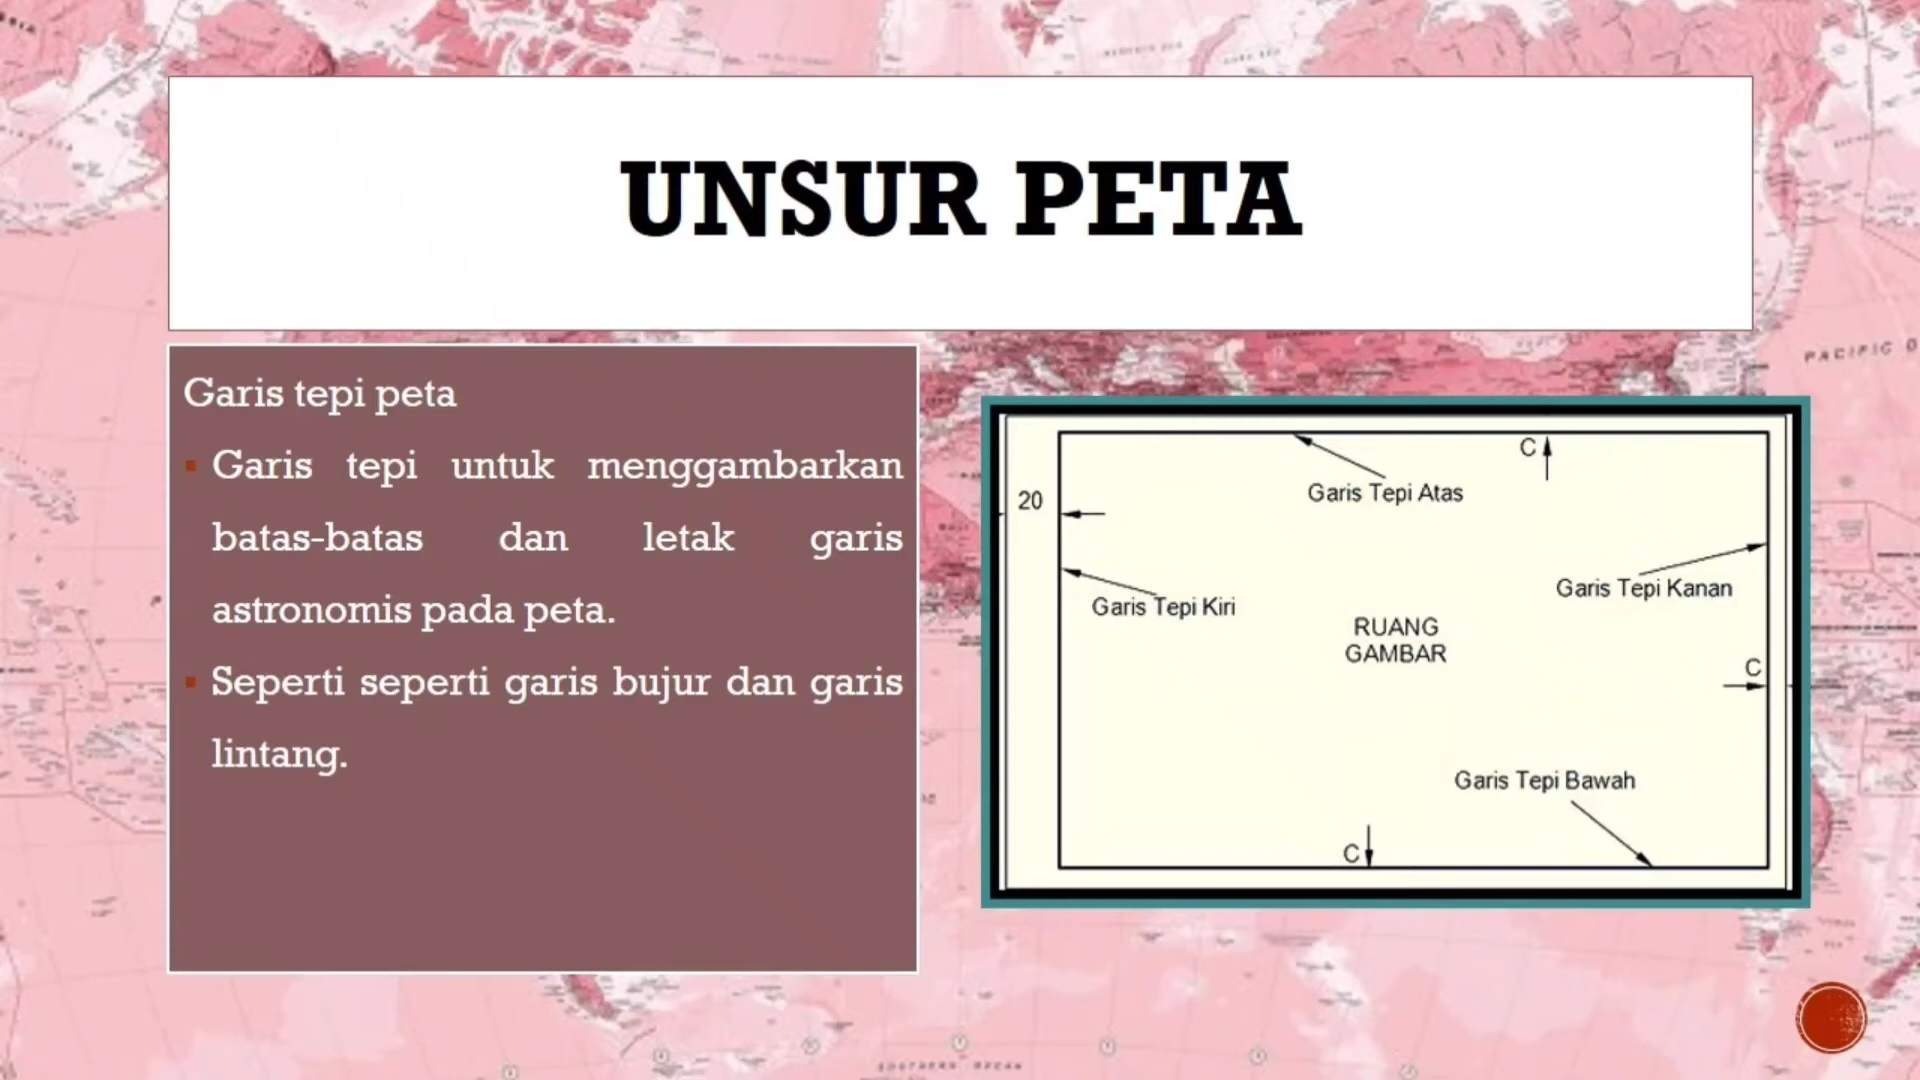 UNSUR PETA
Garis tepi peta
Garis tepi untuk menggambarkan
batas-batas dan letak garis
astronomis pada peta.
Seperti seperti garis bujur dan garis
lintang.
C
Garis Tepi Atas
20
Garis Tepi Kanan
Garis Tepi Kiri
RUANG
GAMBAR
C
Garis Tepi Bawah
C
PACIFIC O
SOUTHERN OCEAN